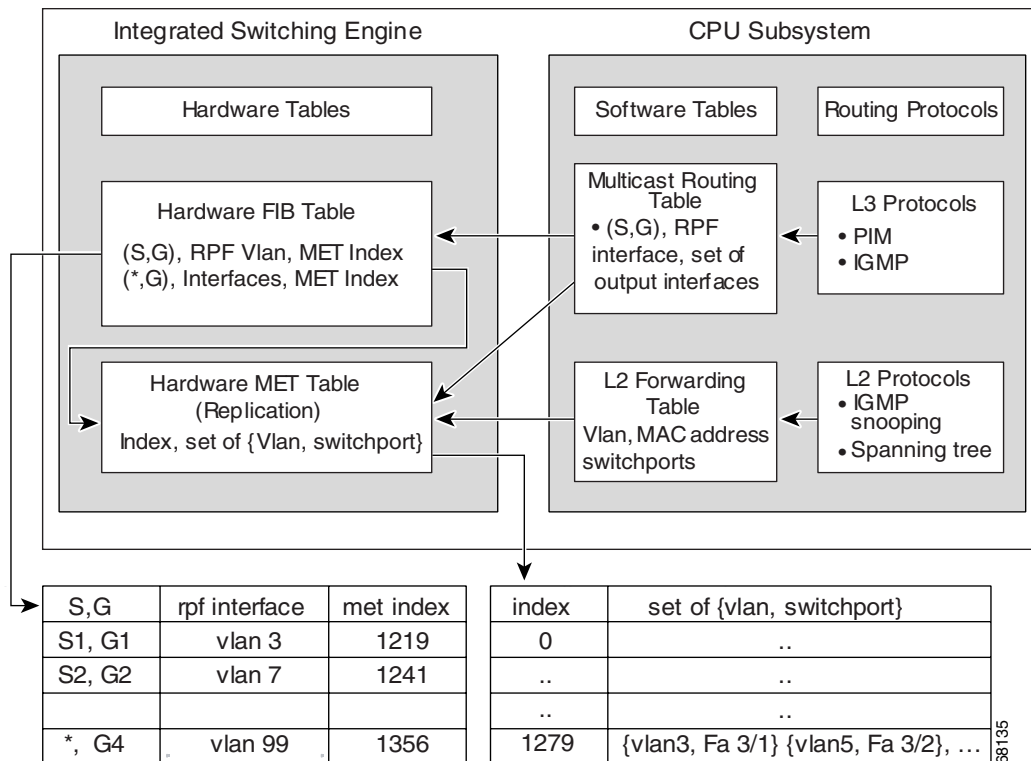 Integrated Switching Engine
CPU Subsystem
Hardware Tables
Software Tables
Routing Protocols
Hardware FIB Table
(S,G), RPF Vlan, MET Index
(*,G), Interfaces, MET Index
Multicast Routing
Table
• (S,G), RPF
interface, set of
output interfaces
L3 Protocols
• PIM
• IGMP
Hardware MET Table
(Replication)
Index, set of {Vlan, switchport}
L2 Forwarding
Table
Vlan, MAC address
switchports
L2 Protocols
• IGMP
snooping
• Spanning tree
S,G rpf interface met index
S1, G1 vlan 3 1219
S2, G2 vlan 7 1241
*, G4 vlan 99 1356
index set of {vlan, switchport}
0 ..
.. ..
.. ..
1279 {vlan3, Fa 3/1} {vlan5, Fa 3/2}, ...
68135